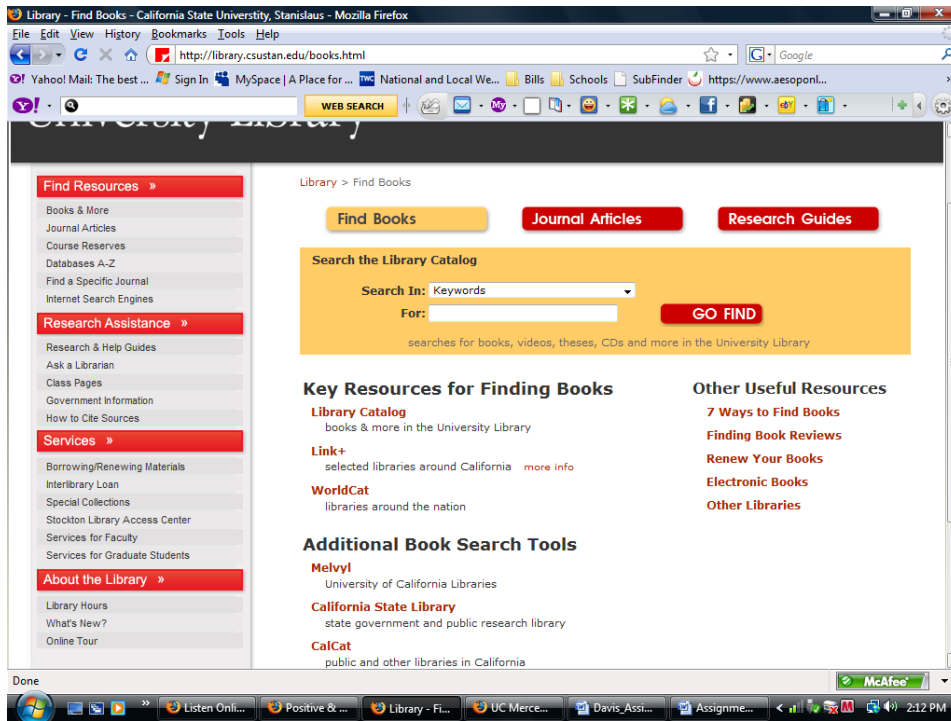 Library - Find Books - California State Universtity, Stanislaus - Mozilla Firefox
File Edit View History Bookmarks Tools Help
http://library.csustan.edu/books.html
G Google
Yahoo! Mail: The best ... Sign In MySpace | A Place for ... TWC National and Local We... Bills Schools SubFinder https://www.aesoponl...
Y! WEB SEARCH
University Library
Find Resources »
Books & More
Journal Articles
Course Reserves
Databases A-Z
Find a Specific Journal
Internet Search Engines
Research Assistance »
Research & Help Guides
Ask a Librarian
Class Pages
Government Information
How to Cite Sources
Services »
Borrowing/Renewing Materials
Interlibrary Loan
Special Collections
Stockton Library Access Center
Services for Faculty
Services for Graduate Students
About the Library »
Library Hours
What's New?
Online Tour
Library > Find Books
Find Books Journal Articles Research Guides
Search the Library Catalog
Search In: Keywords
For: GO FIND
searches for books, videos, theses, CDs and more in the University Library
Key Resources for Finding Books
Library Catalog
books & more in the University Library
Link+
selected libraries around California more info
WorldCat
libraries around the nation
Additional Book Search Tools
Melvyl
University of California Libraries
California State Library
state government and public research library
CalCat
public and other libraries in California
Other Useful Resources
7 Ways to Find Books
Finding Book Reviews
Renew Your Books
Electronic Books
Other Libraries
Done
McAfee
Listen Onli... Positive & ... Library - Fi... UC Merce... Davis_Assi... Assignme... 2:12 PM